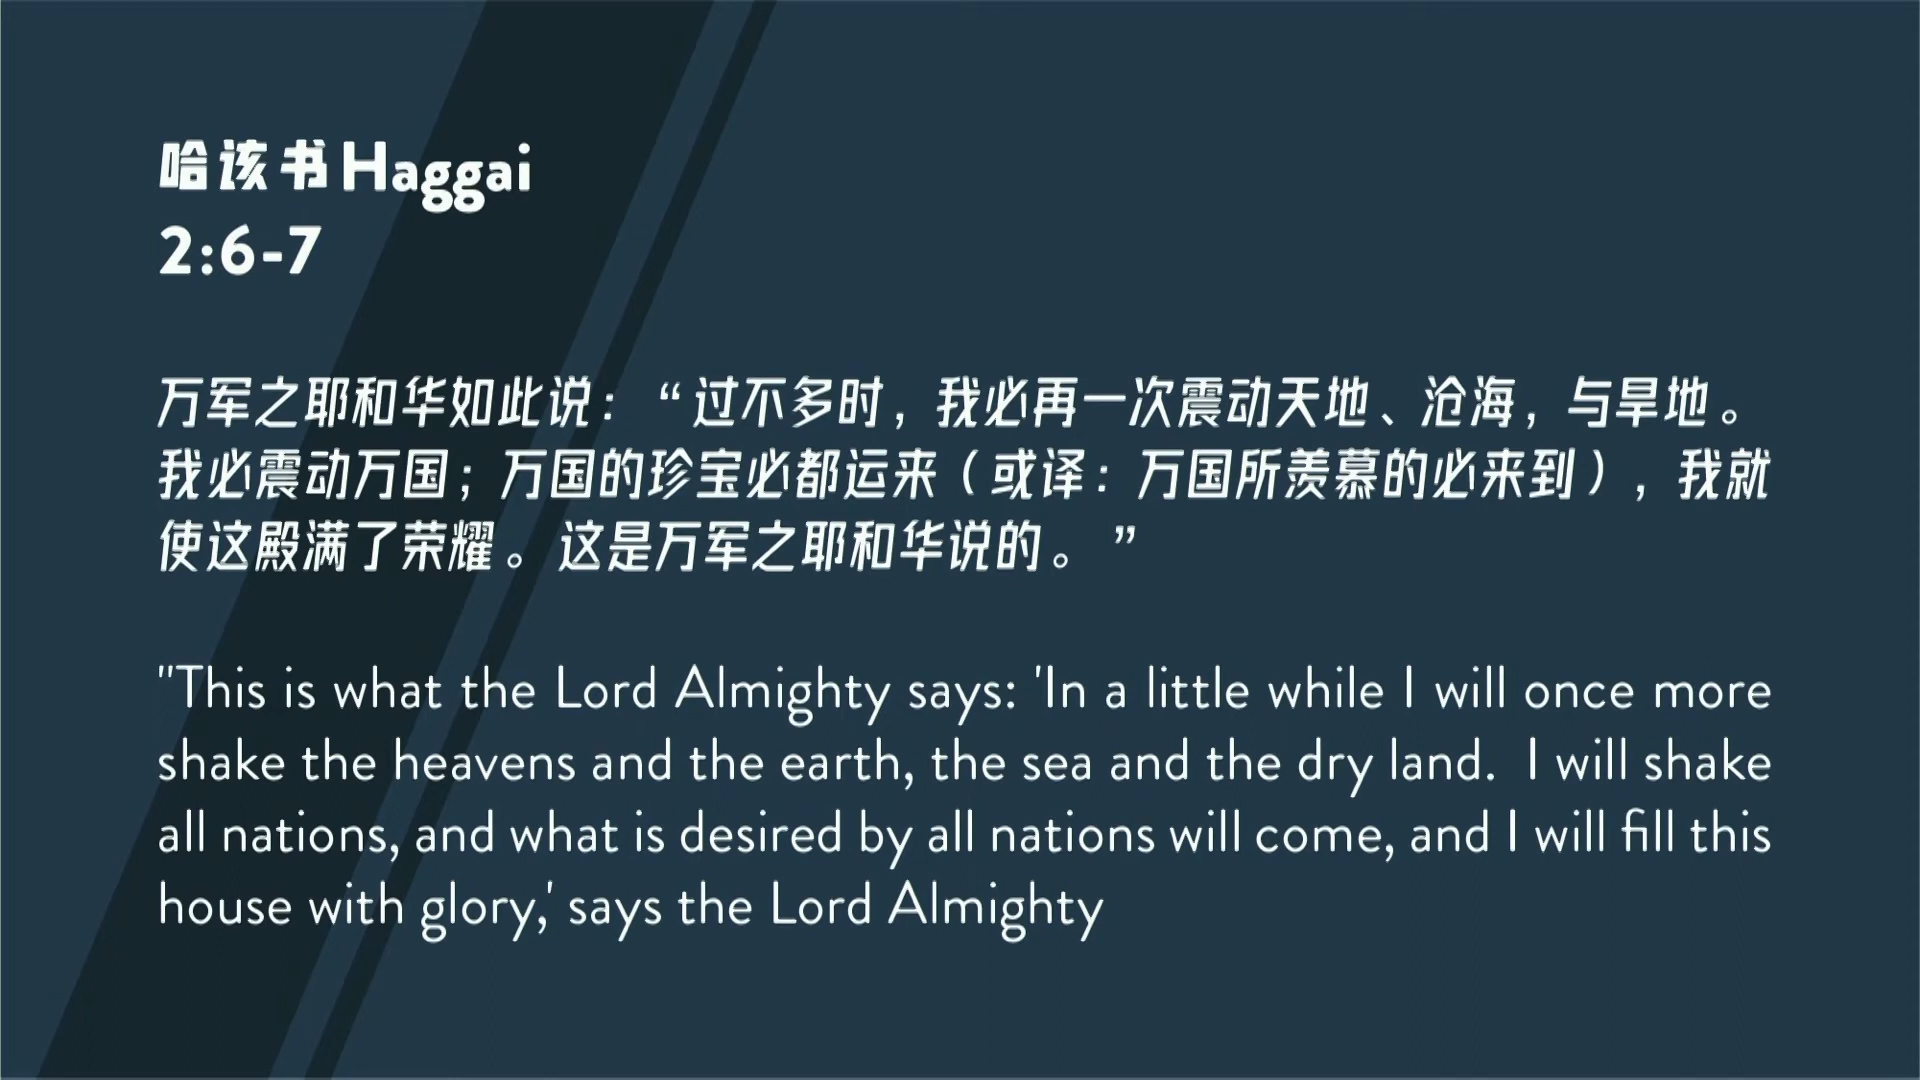 哈该书Haggai
2:6-7
万军之耶和华如此说：“过不多时，我必再一次震动天地、沧海，与旱地。
我必震动万国；万国的珍宝必都运来（或译：万国所羡慕的必来到），我就
使这殿满了荣耀。这是万军之耶和华说的。”
"This is what the Lord Almighty says: 'In a little while I will once more
shake the heavens and the earth, the sea and the dry land.  I will shake
all nations, and what is desired by all nations will come, and I will fill this
house with glory,' says the Lord Almighty